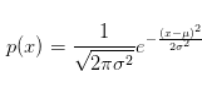 p(x) = \frac{1}{\sqrt{2\pi\sigma^2}} e^{-\frac{(x-\mu)^2}{2\sigma^2}}